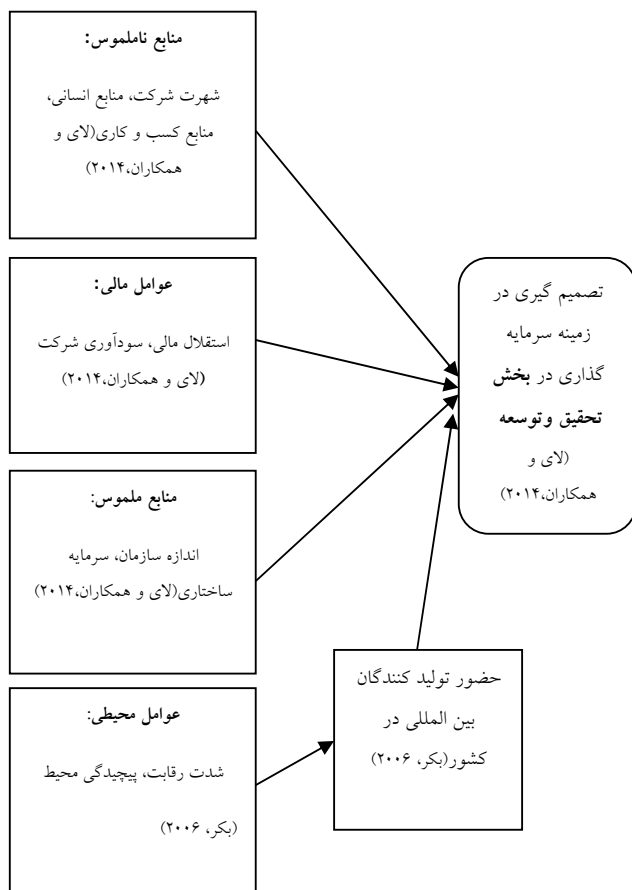 منابع ناملموس:
شهرت شرکت، منابع انسانی،
منابع کسب و کاری(لای و
همکاران،۲۰۱۴)
عوامل مالی:
استقلال مالی، سودآوری شرکت
(لای و همکاران،۲۰۱۴)
منابع ملموس:
اندازه سازمان، سرمایه
ساختاری(لای و همکاران،۲۰۱۴)
عوامل محیطی:
شدت رقابت، پیچیدگی محیط
(بکر، ۲۰۰۶)
حضور تولید کنندگان
بین المللی در
کشور(بکر، ۲۰۰۶)
تصمیم گیری در
زمینه سرمایه
گذاری در بخش
تحقیق وتوسعه
(لای و
همکاران،۲۰۱۴)